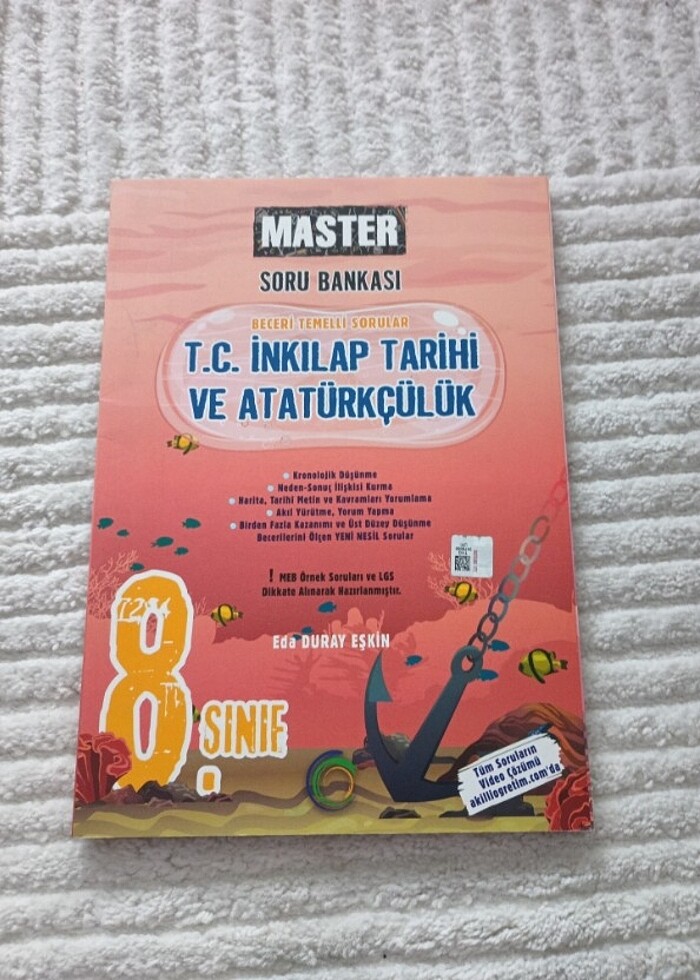 MASTER
SORU BANKASI
BECERİ TEMELLİ SORULAR
T.C. İNKILAP TARİHİ
VE ATATÜRKÇÜLÜK
Kronolojik Düşünme
Neden-Sonuç İlişkisi Kurma
Harita, Tarihi Metin ve Kavramları Yorumlama
Akıl Yürütme, Yorum Yapma
Birden Fazla Kazanımı ve Üst Düzey Düşünme
Becerilerini Ölçen YENİ NESİL Sorular
! MEB Örnek Soruları ve LGS
Dikkate Alınarak Hazırlanmıştır.
Eda DURAY EŞKİN
8.
SINIF
Tüm Soruların
Video Çözümü
akilliogretim.com'da